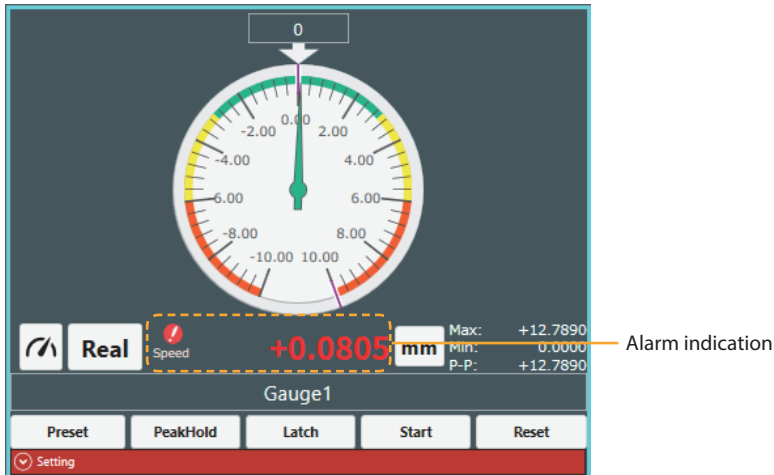 0
0.00
-2.00 2.00
-4.00 4.00
-6.00 6.00
-8.00 8.00
-10.00 10.00
Real
Speed
+0.0805
mm
Max: +12.7890
Min: 0.0000
P-P: +12.7890
Alarm indication
Gauge1
Preset PeakHold Latch Start Reset
Setting